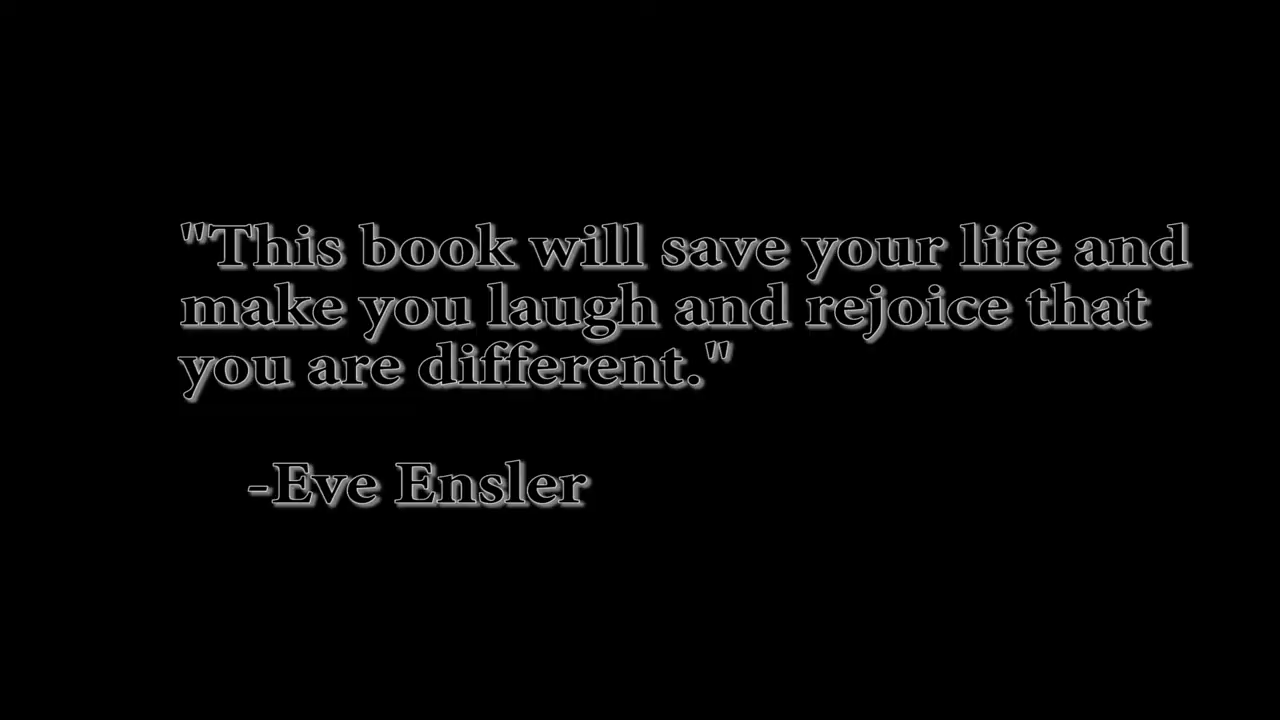 "This book will save your life and
make you laugh and rejoice that
you are different."
-Eve Ensler